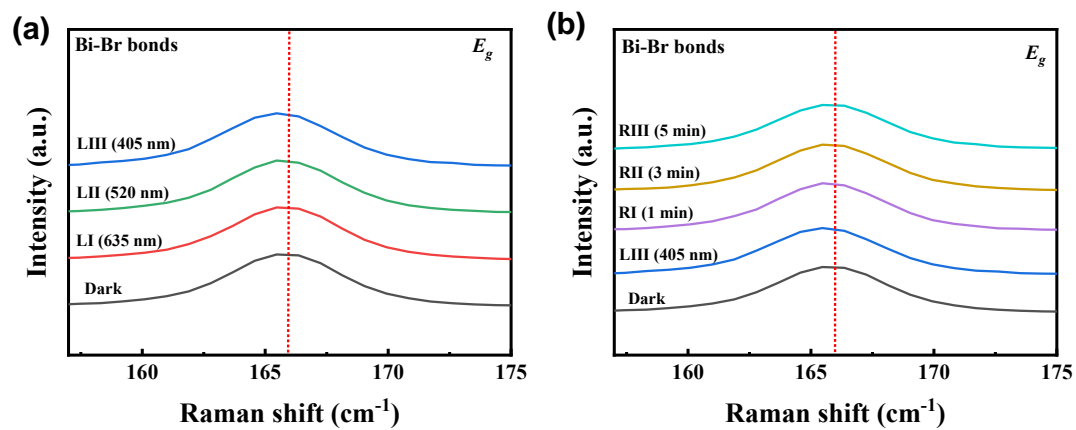 (a)
Bi-Br bonds
E_g
LIII (405 nm)
LII (520 nm)
LI (635 nm)
Dark
Intensity (a.u.)
160
165
170
175
Raman shift (cm⁻¹)
(b)
Bi-Br bonds
E_g
RIII (5 min)
RII (3 min)
RI (1 min)
LIII (405 nm)
Dark
Intensity (a.u.)
160
165
170
175
Raman shift (cm⁻¹)